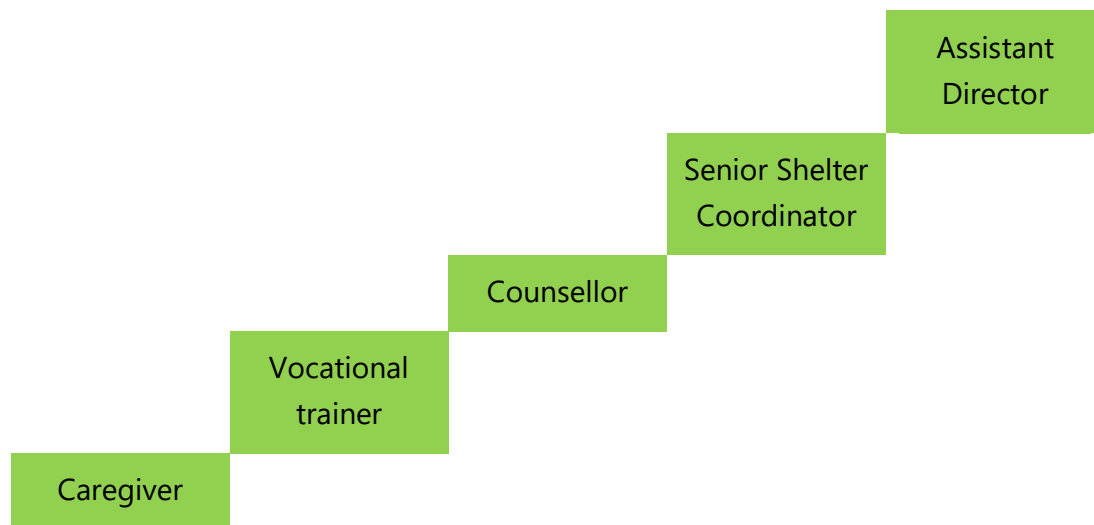 Assistant
Director
Senior Shelter
Coordinator
Counsellor
Vocational
trainer
Caregiver